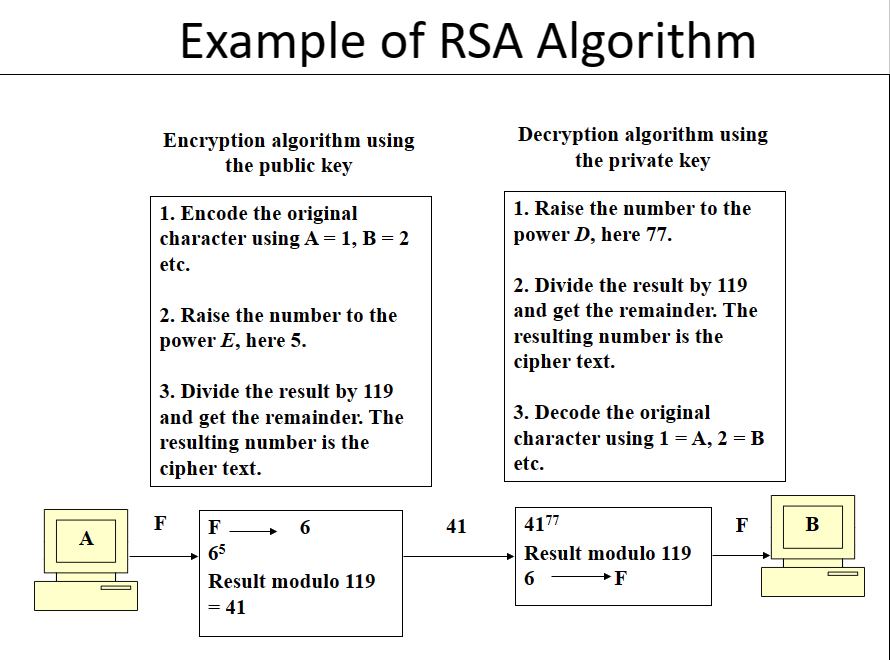 Example of RSA Algorithm
Encryption algorithm using
the public key
1. Encode the original
character using A = 1, B = 2
etc.
2. Raise the number to the
power E, here 5.
3. Divide the result by 119
and get the remainder. The
resulting number is the
cipher text.
Decryption algorithm using
the private key
1. Raise the number to the
power D, here 77.
2. Divide the result by 119
and get the remainder. The
resulting number is the
cipher text.
3. Decode the original
character using 1 = A, 2 = B
etc.
A
F
F 6
6⁵
Result modulo 119
= 41
41
41⁷⁷
Result modulo 119
6 F
F
B